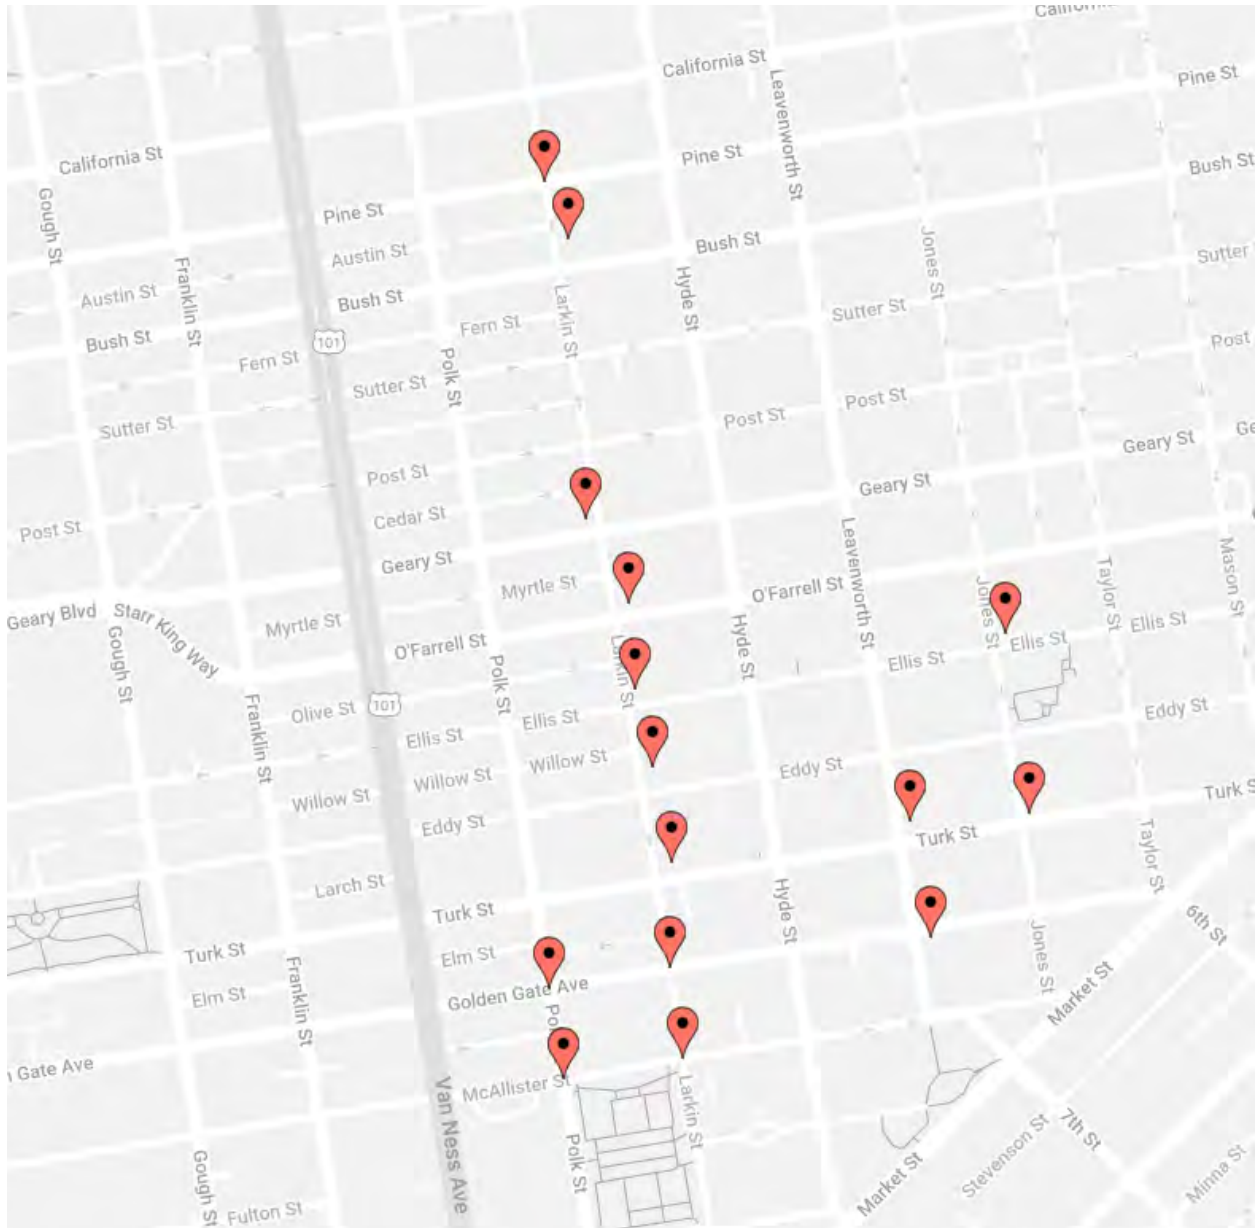 California St
Pine St
Leavenworth St
California St
Pine St
Bush St
Gough St
Pine St
Jones St
Bush St
Austin St
Sutter
Franklin St
Hyde St
Larkin St
Austin St
Bush St
Sutter St
Fern St
Bush St
101
Post
Fern St
Polk St
Sutter St
Post St
Post St
Sutter St
Geary St
Post St
Geary St
Cedar St
Post St
Leavenworth St
Mason St
Geary St
Taylor St
Myrtle St
O'Farrell St
Jones St
Geary Blvd
Starr King Way
Myrtle St
Hyde St
Ellis St
Ellis St
O'Farrell St
Gough St
Polk St
Larkin St
Ellis St
Olive St
101
Eddy St
Franklin St
Ellis St
Ellis St
Willow St
Eddy St
Willow St
Willow St
Turk S
Eddy St
Turk St
Taylor St
Larch St
Hyde St
Turk St
6th St
Turk St
Elm St
Jones St
Franklin St
Elm St
Golden Gate Ave
Market St
Gate Ave
McAllister St
Van Ness Ave
Larkin St
7th St
Gough St
Polk St
Stevenson St
Market St
Minna St
Fulton St